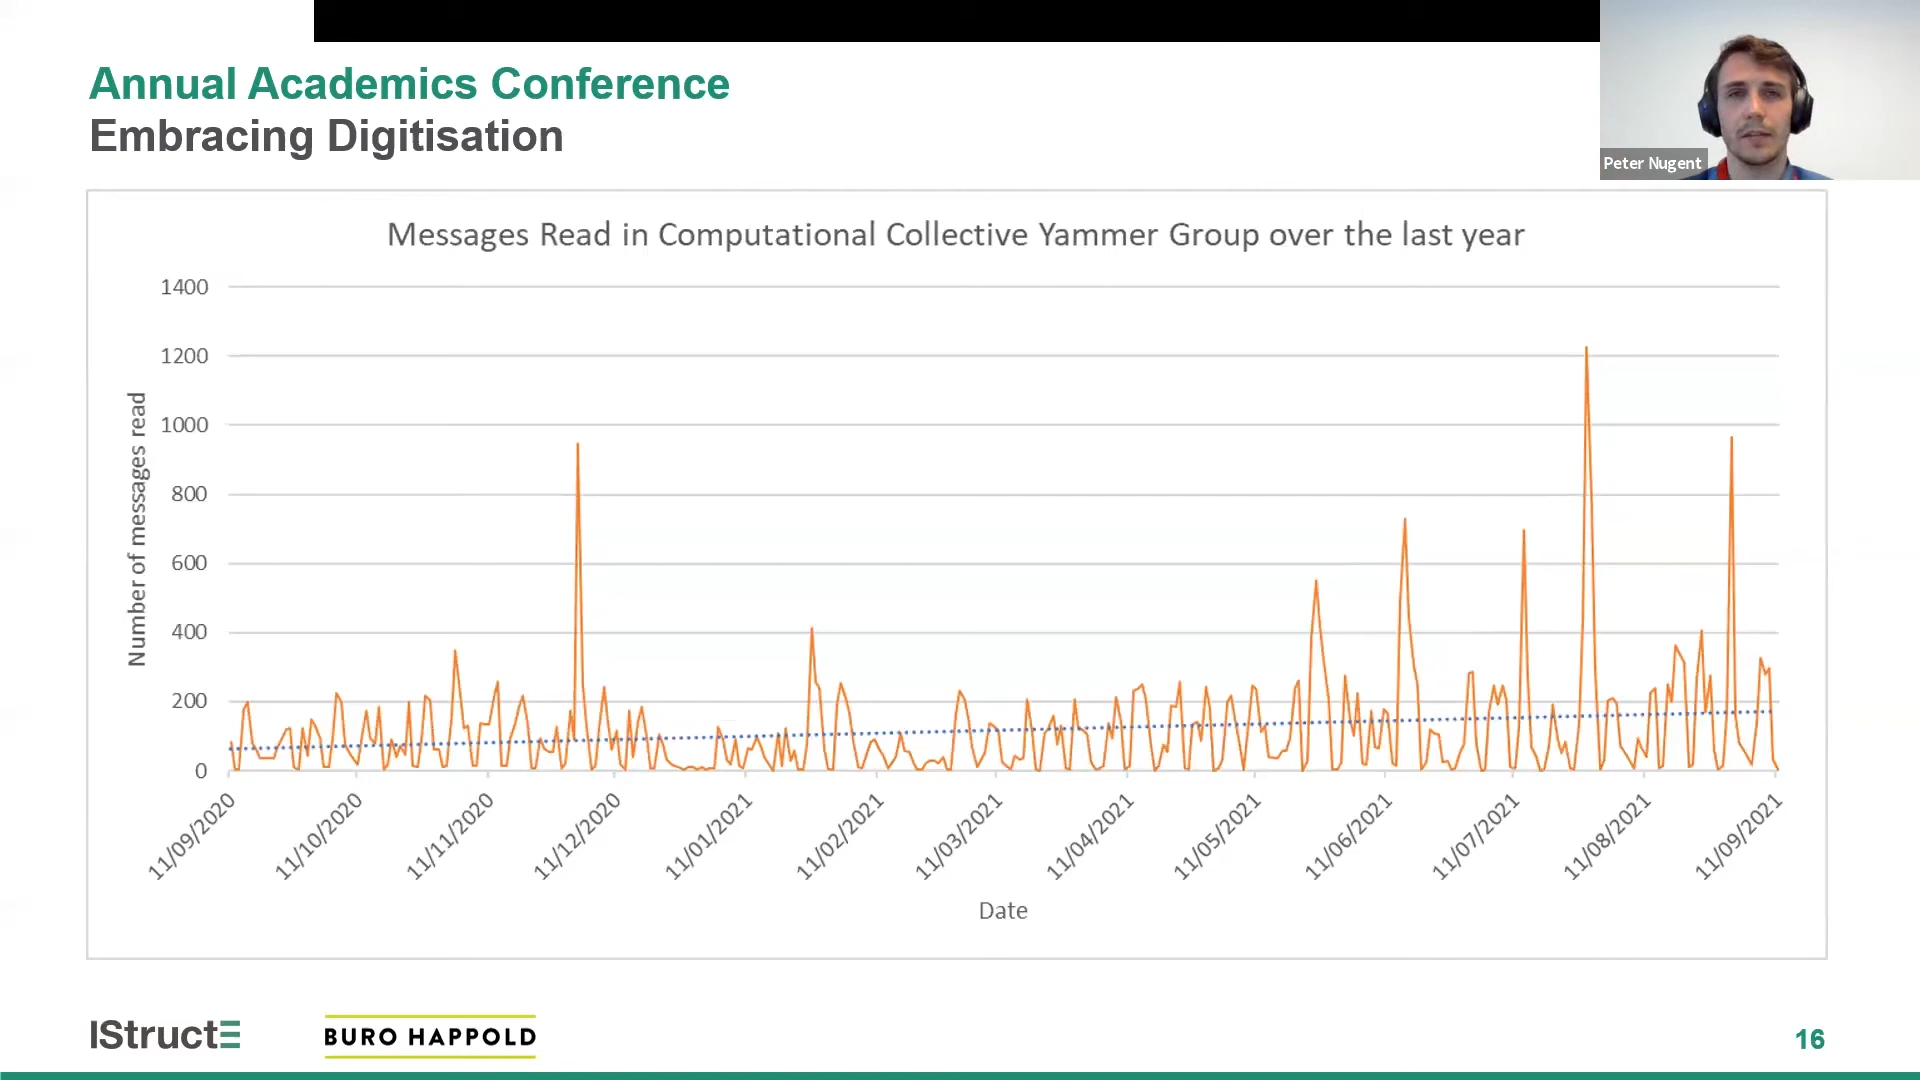 Annual Academics Conference
Embracing Digitisation
Peter Nugent
Messages Read in Computational Collective Yammer Group over the last year
Number of messages read
1400
1200
1000
800
600
400
200
0
11/09/2020
11/10/2020
11/11/2020
11/12/2020
11/01/2021
11/02/2021
11/03/2021
11/04/2021
11/05/2021
11/06/2021
11/07/2021
11/08/2021
11/09/2021
Date
IStructE
BURO HAPPOLD
16